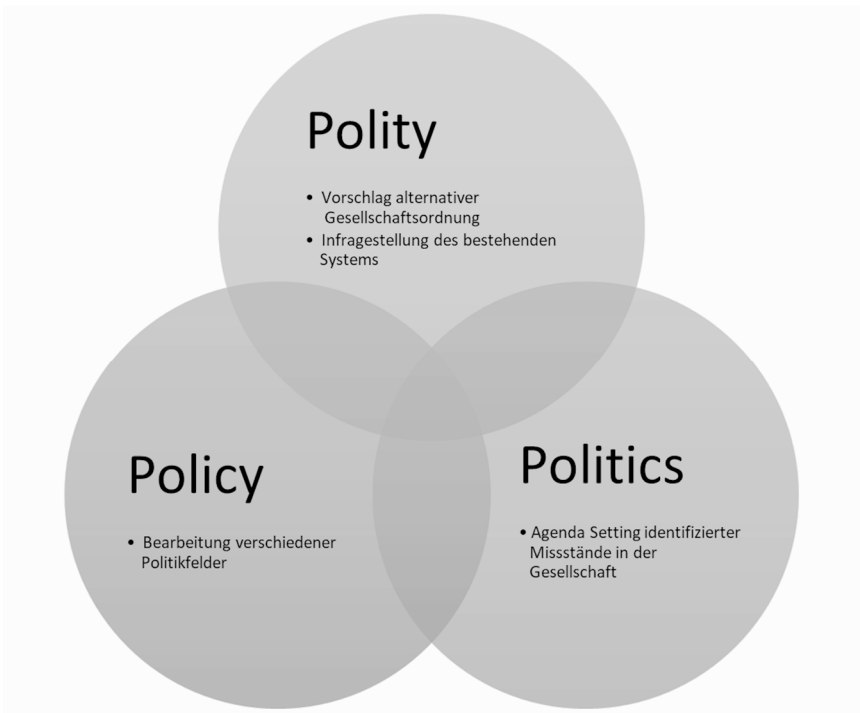 Polity
• Vorschlag alternativer
Gesellschaftsordnung
• Infragestellung des bestehenden
Systems
Policy
• Bearbeitung verschiedener
Politikfelder
Politics
• Agenda Setting identifizierter
Missstände in der
Gesellschaft